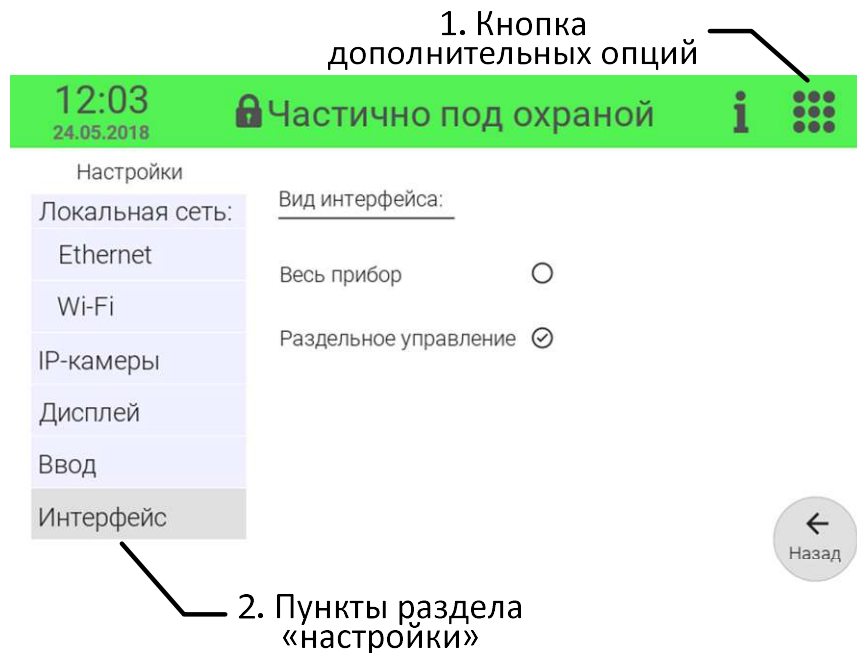 1. Кнопка
дополнительных опций
12:03
24.05.2018
Частично под охраной
i
Настройки
Локальная сеть:
Ethernet
Wi-Fi
IP-камеры
Дисплей
Ввод
Интерфейс
Вид интерфейса:
Весь прибор
Раздельное управление
Назад
2. Пункты раздела
«настройки»